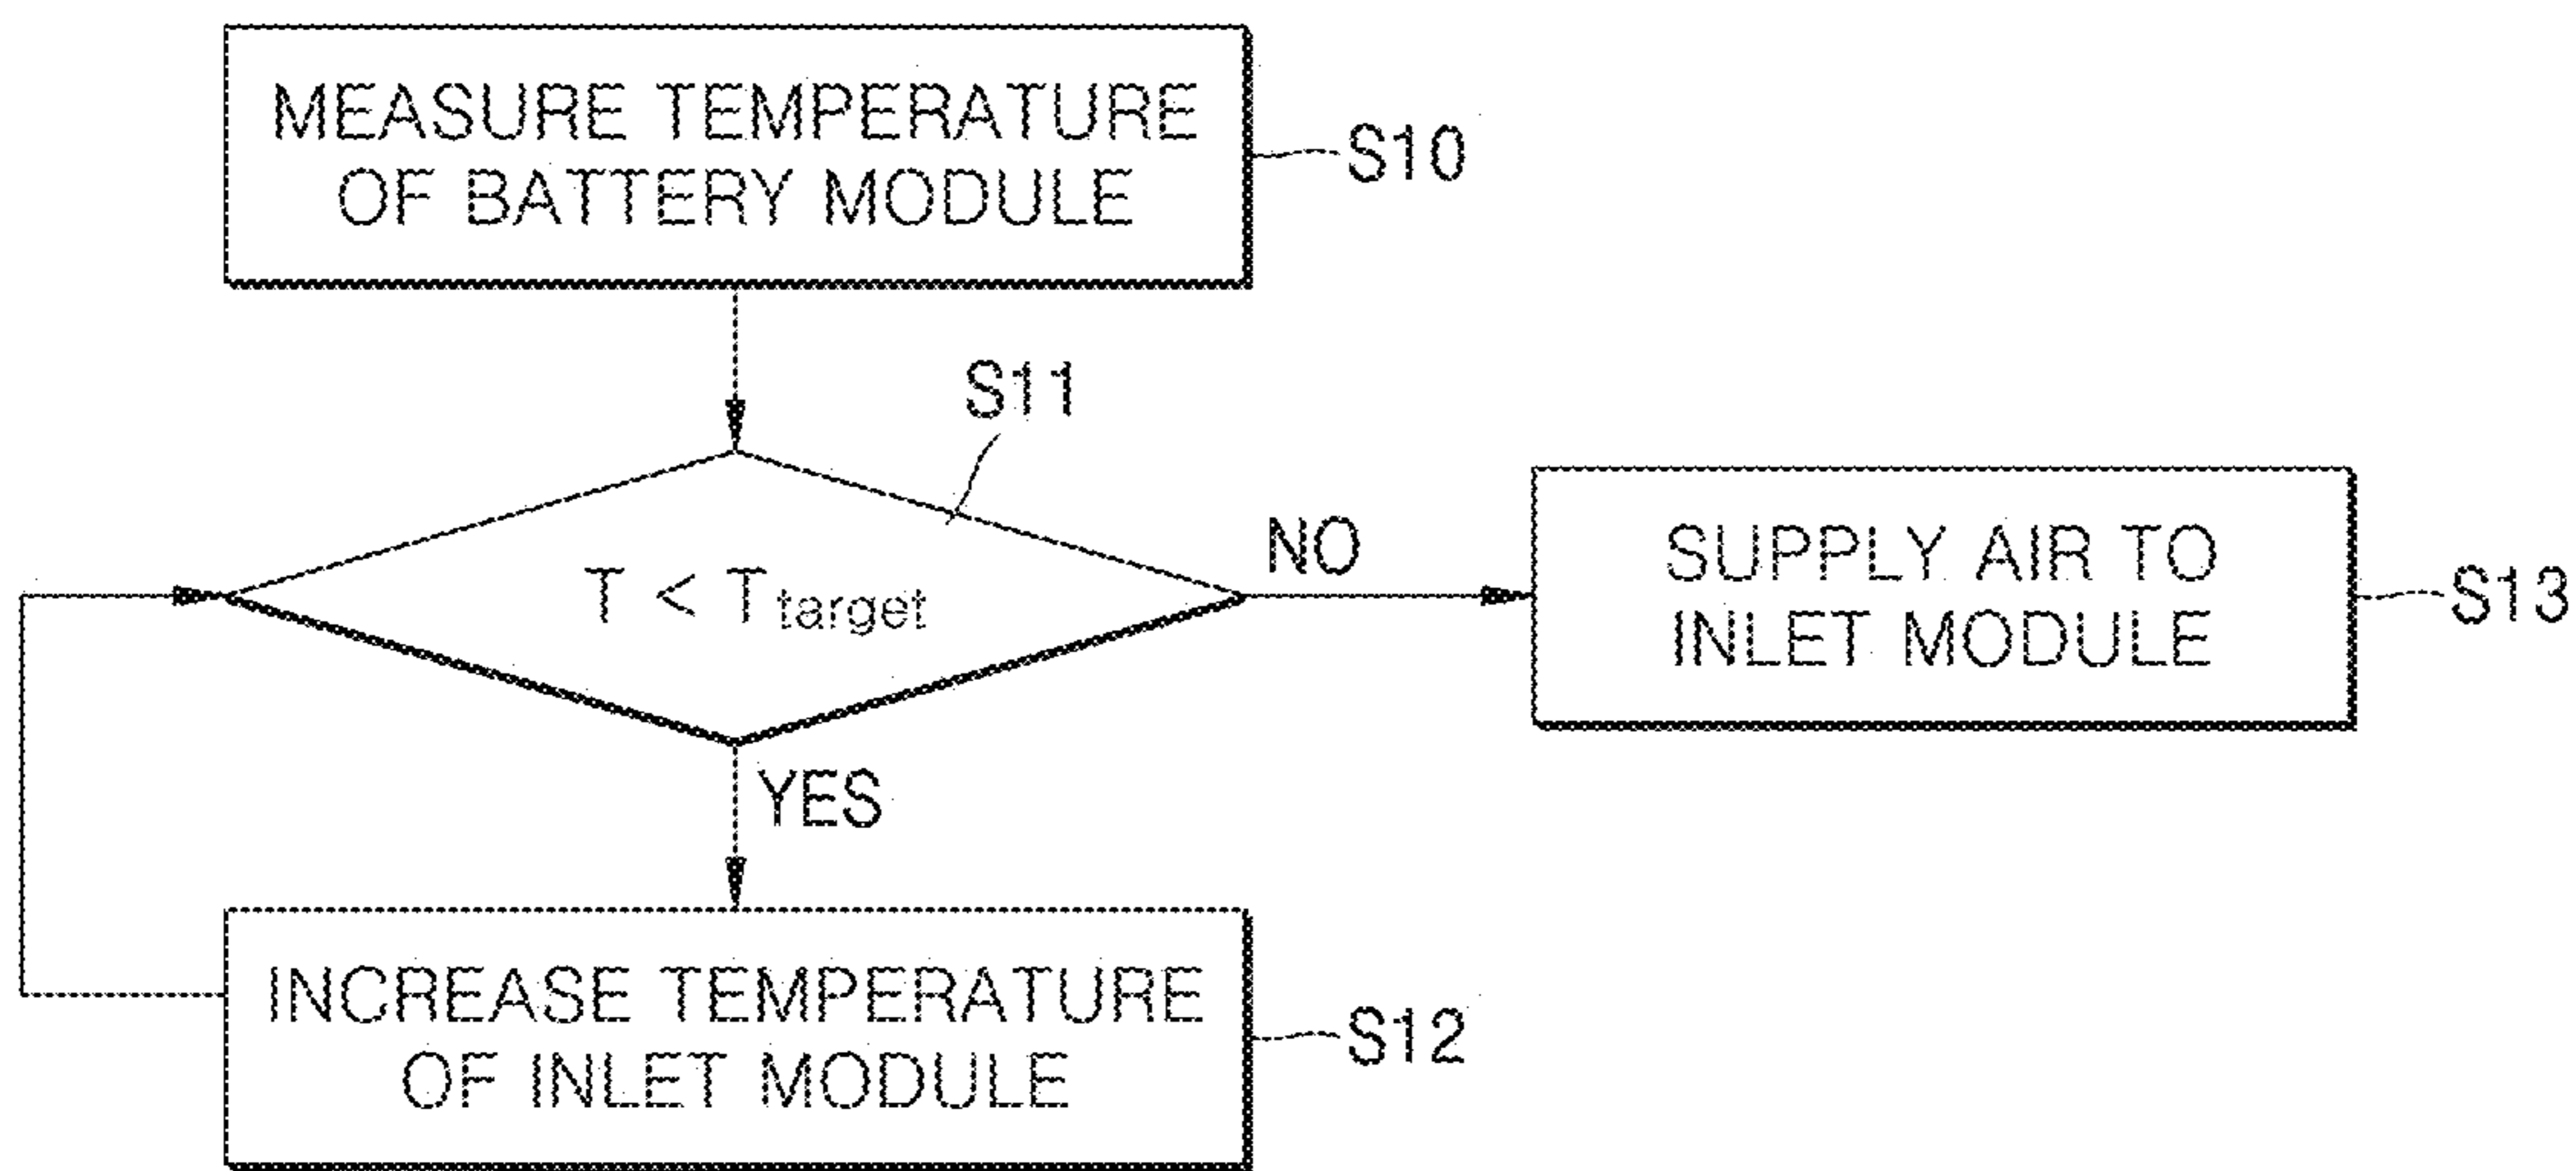 MEASURE TEMPERATURE
OF BATTERY MODULE
S10
S11
T < Ttarget
NO
SUPPLY AIR TO
INLET MODULE
S13
YES
INCREASE TEMPERATURE
OF INLET MODULE
S12